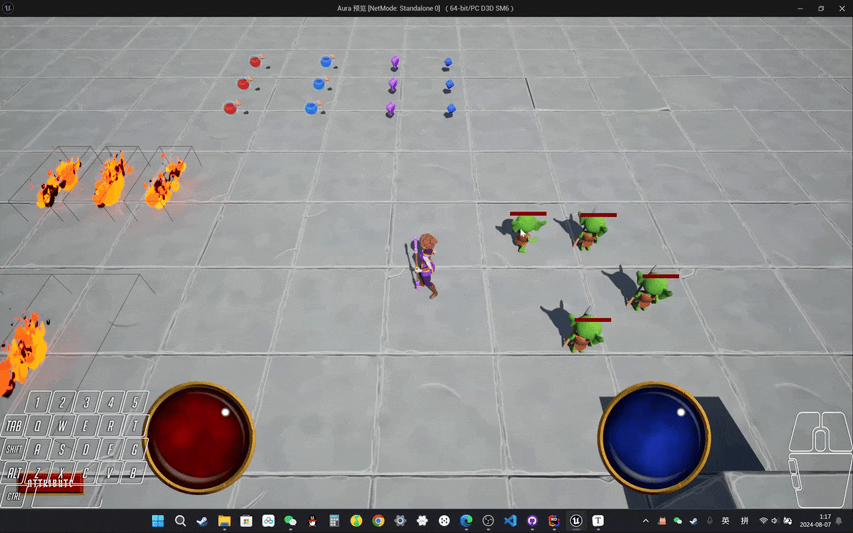 Aura 预览 [NetMode: Standalone 0] ( 64-bit/PC D3D SM6 )
1 2 3 4 5
TAB Q W E R T
SHIFT A S D F G
ALT Z X C V B
ATTRIBUTE
CTRL
英 拼
1:17
2024-08-07